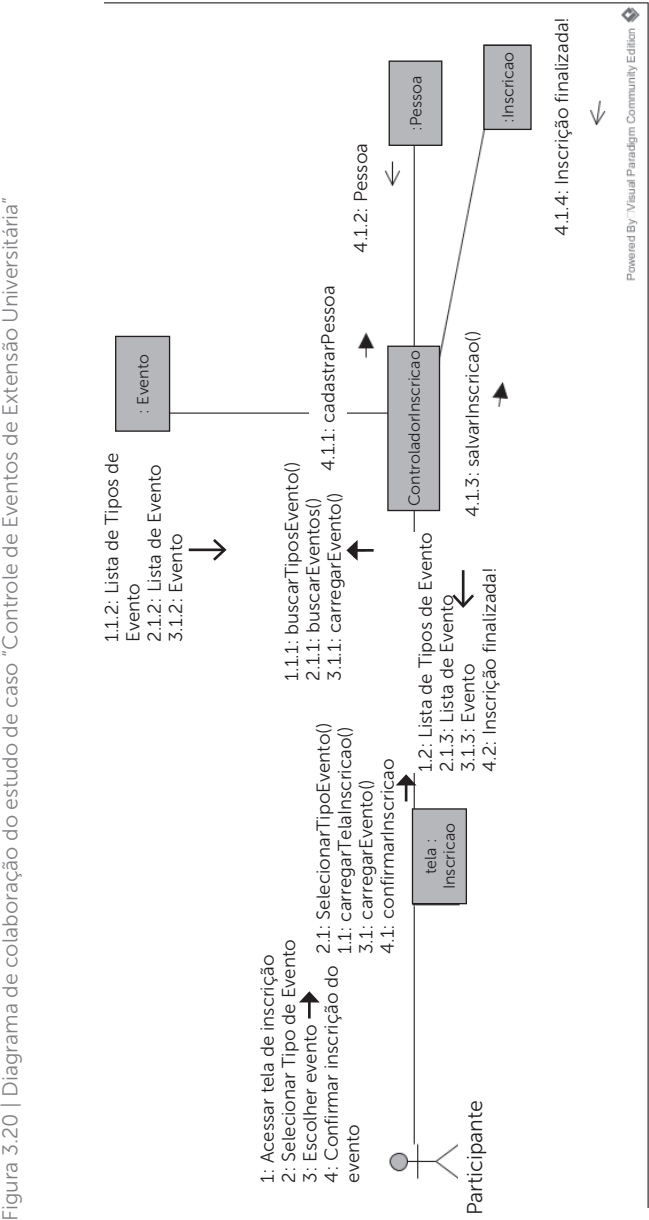 Figura 3.20 | Diagrama de colaboração do estudo de caso "Controle de Eventos de Extensão Universitária"
1: Acessar tela de inscrição
2: Selecionar Tipo de Evento
3: Escolher evento
4: Confirmar inscrição do
evento
Participante
2.1: SelecionarTipoEvento()
1.1: carregarTelaInscricao()
3.1: carregarEvento()
4.1: confirmarInscricao
tela :
Inscricao
1.2: Lista de Tipos de Evento
2.1.3: Lista de Evento
3.1.3: Evento
4.2: Inscrição finalizada!
1.1.2: Lista de Tipos de
Evento
2.1.2: Lista de Evento
3.1.2: Evento
1.1.1: buscarTiposEvento()
2.1.1: buscarEventos()
3.1.1: carregarEvento()
: Evento
4.1.1: cadastrarPessoa
ControladorInscricao
4.1.3: salvarInscricao()
4.1.2: Pessoa
:Pessoa
:Inscricao
4.1.4: Inscrição finalizada!
Powered By Visual Paradigm Community Edition